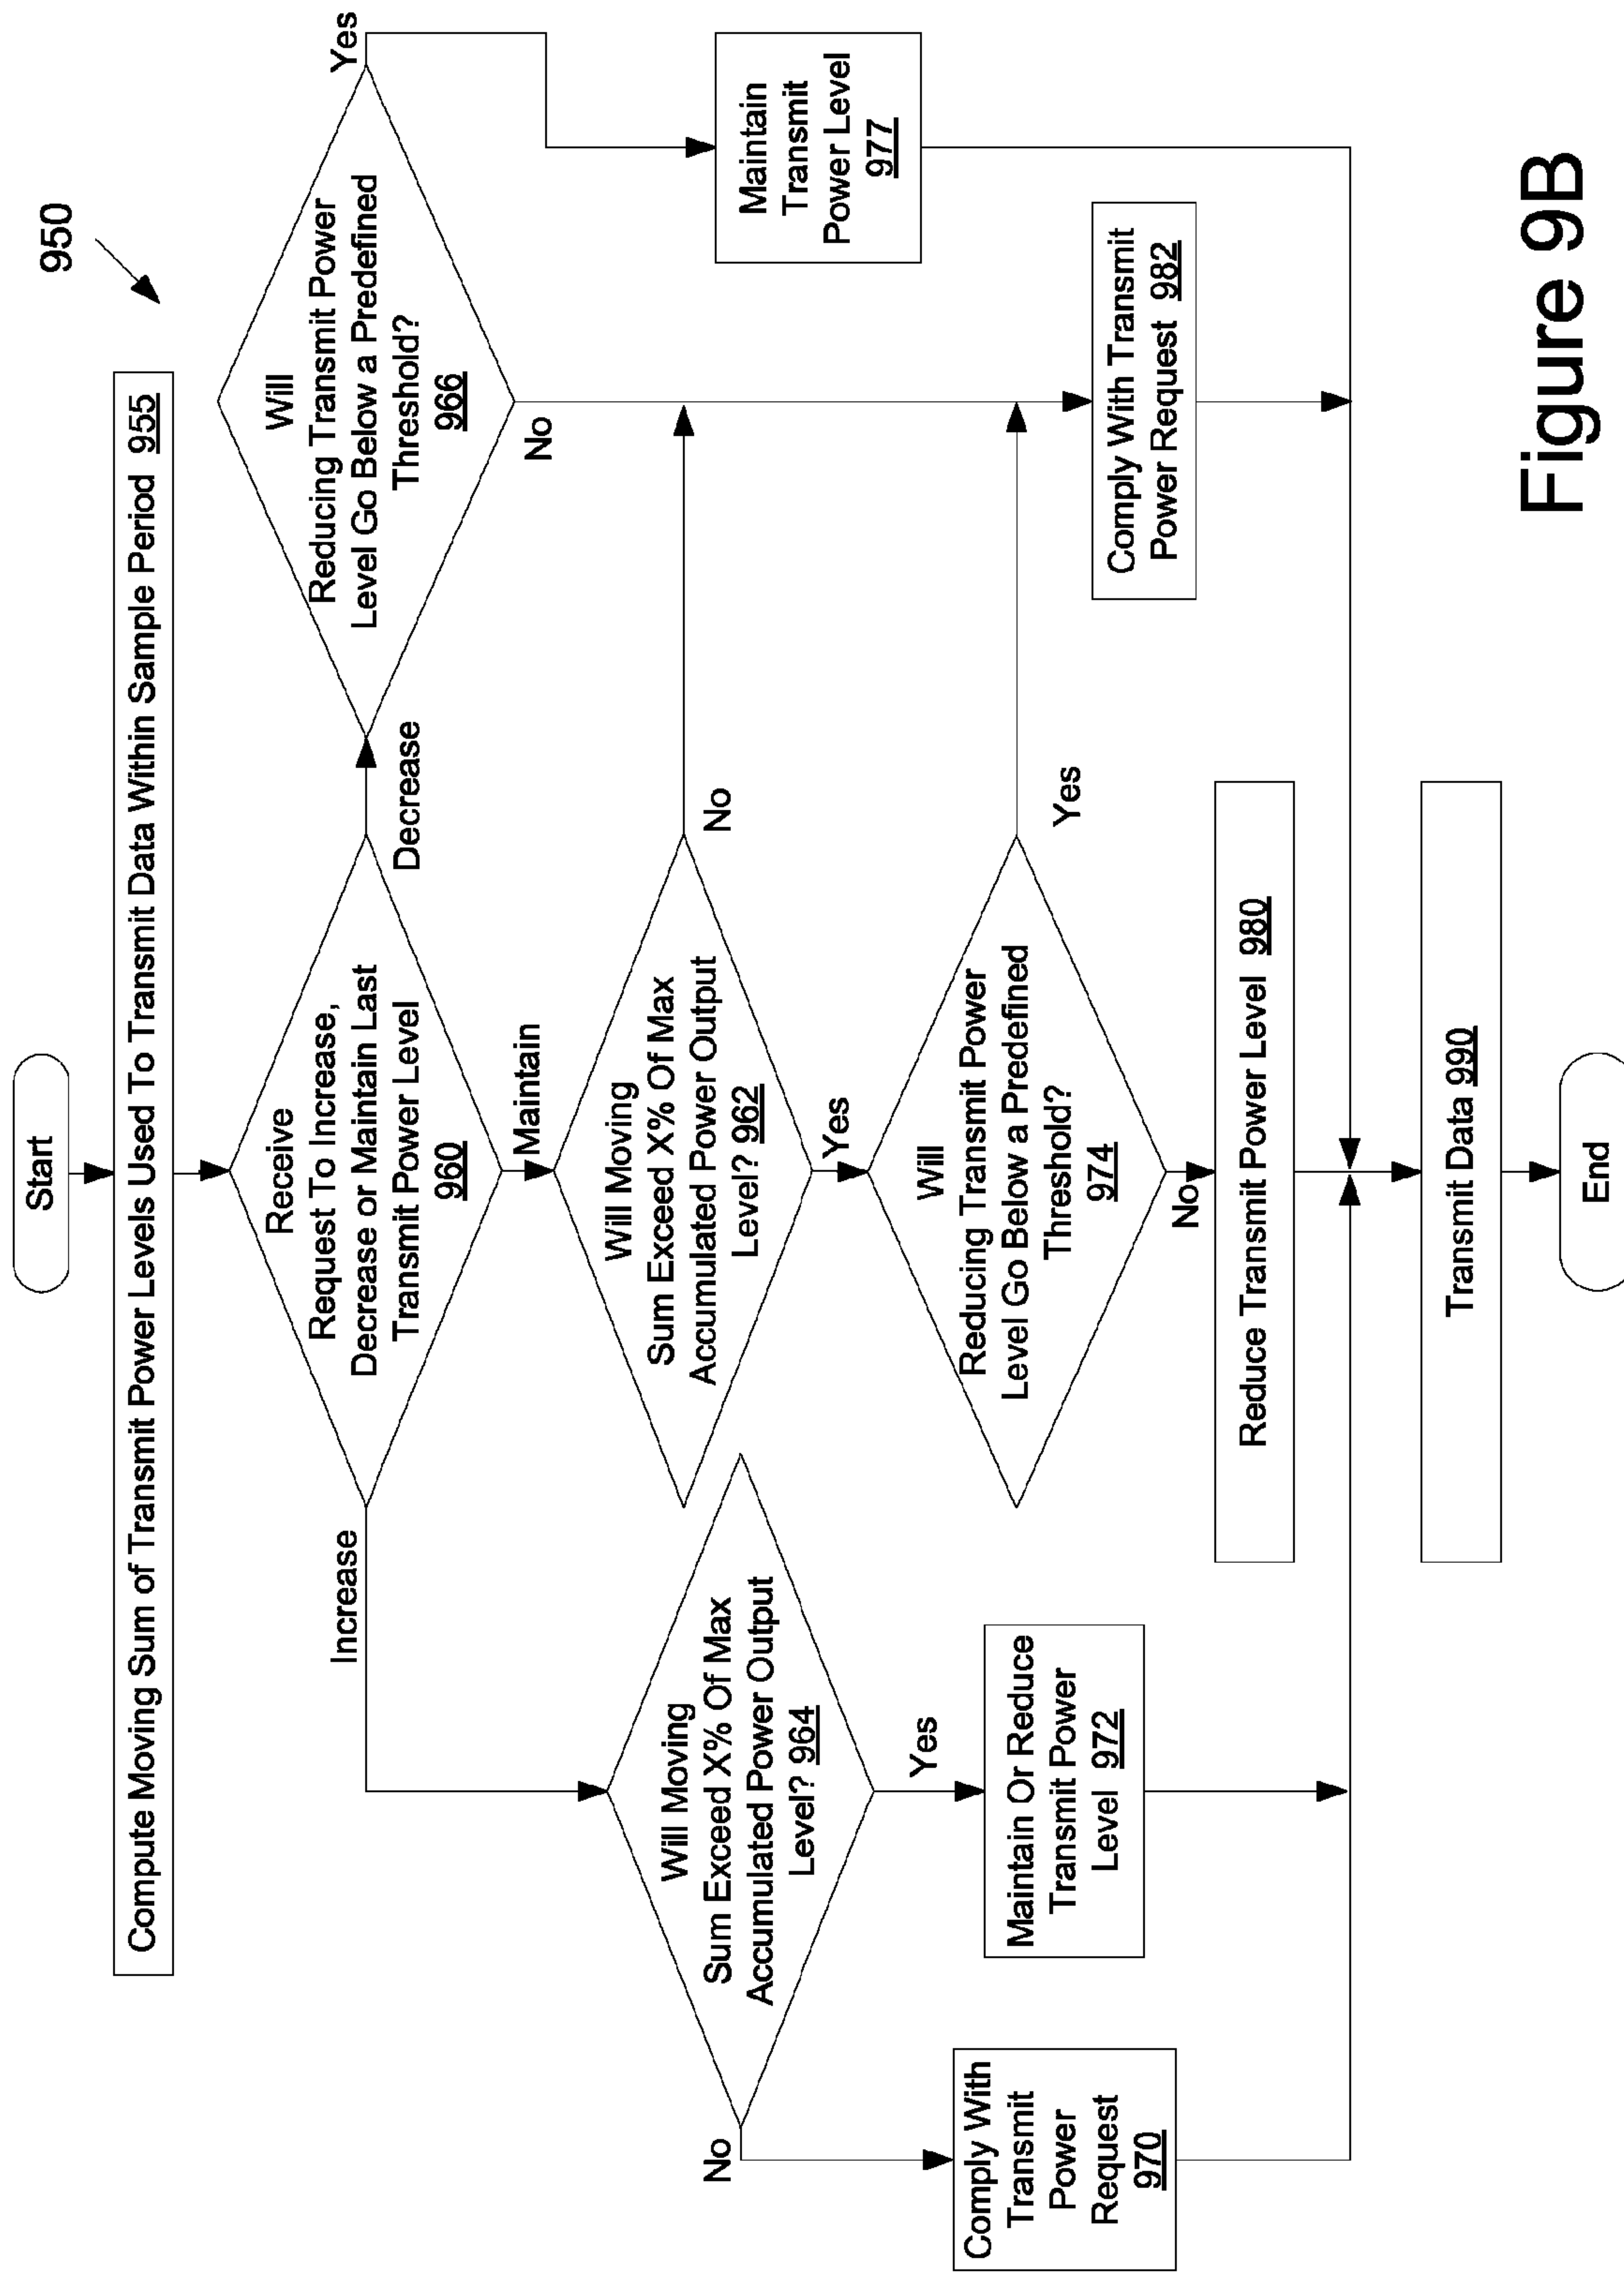 950
Start
Compute Moving Sum of Transmit Power Levels Used To Transmit Data Within Sample Period 955
Receive
Request To Increase,
Decrease or Maintain Last
Transmit Power Level
960
Increase
Decrease
Maintain
Will
Reducing Transmit Power
Level Go Below a Predefined
Threshold?
966
Yes
No
Will Moving
Sum Exceed X% Of Max
Accumulated Power Output
Level? 964
No
Yes
Will Moving
Sum Exceed X% Of Max
Accumulated Power Output
Level? 962
No
Yes
Maintain
Transmit
Power Level
977
Comply With
Transmit
Power
Request
970
Maintain Or Reduce
Transmit Power
Level 972
Will
Reducing Transmit Power
Level Go Below a Predefined
Threshold?
974
Yes
No
Comply With Transmit
Power Request 982
Reduce Transmit Power Level 980
Transmit Data 990
End
Figure 9B